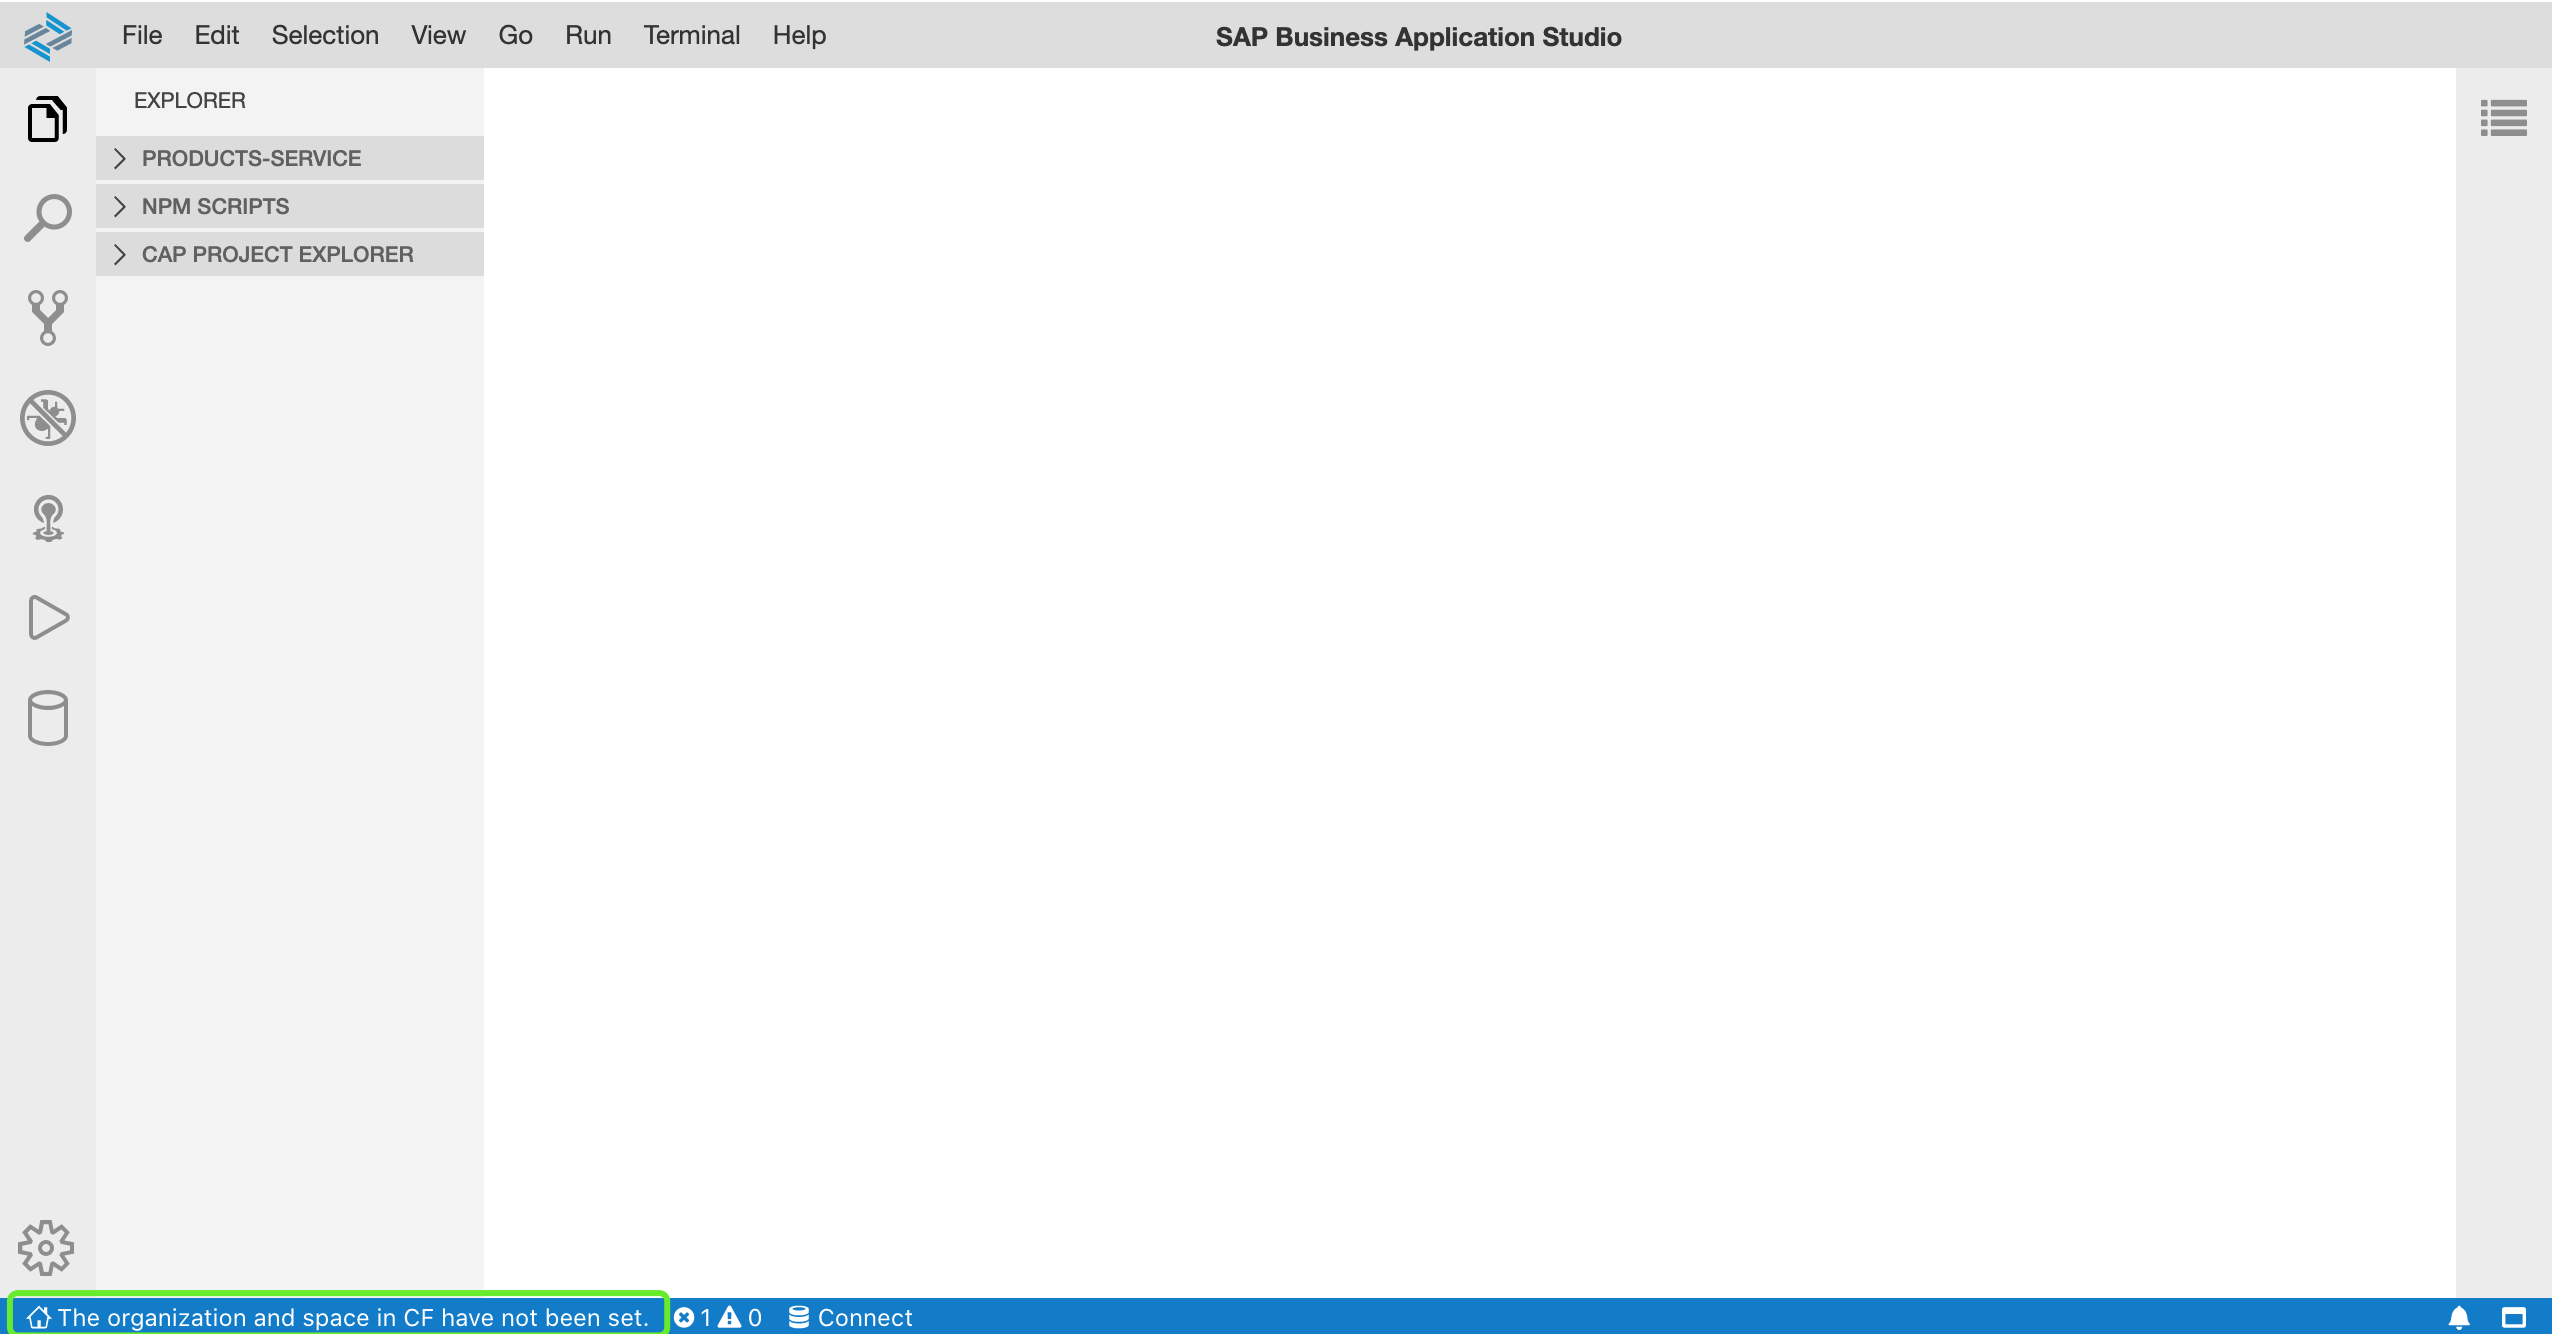 File Edit Selection View Go Run Terminal Help SAP Business Application Studio
EXPLORER
PRODUCTS-SERVICE
NPM SCRIPTS
CAP PROJECT EXPLORER
The organization and space in CF have not been set. 1 0 Connect